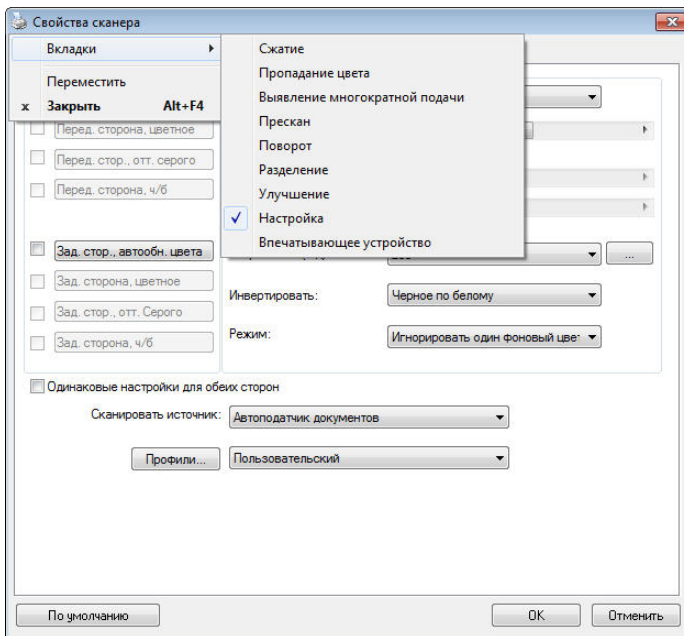 Свойства сканера
Вкладки
Переместить
x Закрыть Alt+F4
Сжатие
Пропадание цвета
Выявление многократной подачи
Прескан
Поворот
Разделение
Улучшение
Настройка
Впечатывающее устройство
Перед. сторона, цветное
Перед. стор., отт. серого
Перед. сторона, ч/б
Зад. стор., автообн. цвета
...
Зад. сторона, цветное
Инвертировать:
Черное по белому
Зад. стор., отт. Серого
Режим:
Игнорировать один фоновый цвет
Зад. сторона, ч/б
Одинаковые настройки для обеих сторон
Сканировать источник:
Автоподатчик документов
Профили...
Пользовательский
По умолчанию
OK
Отменить